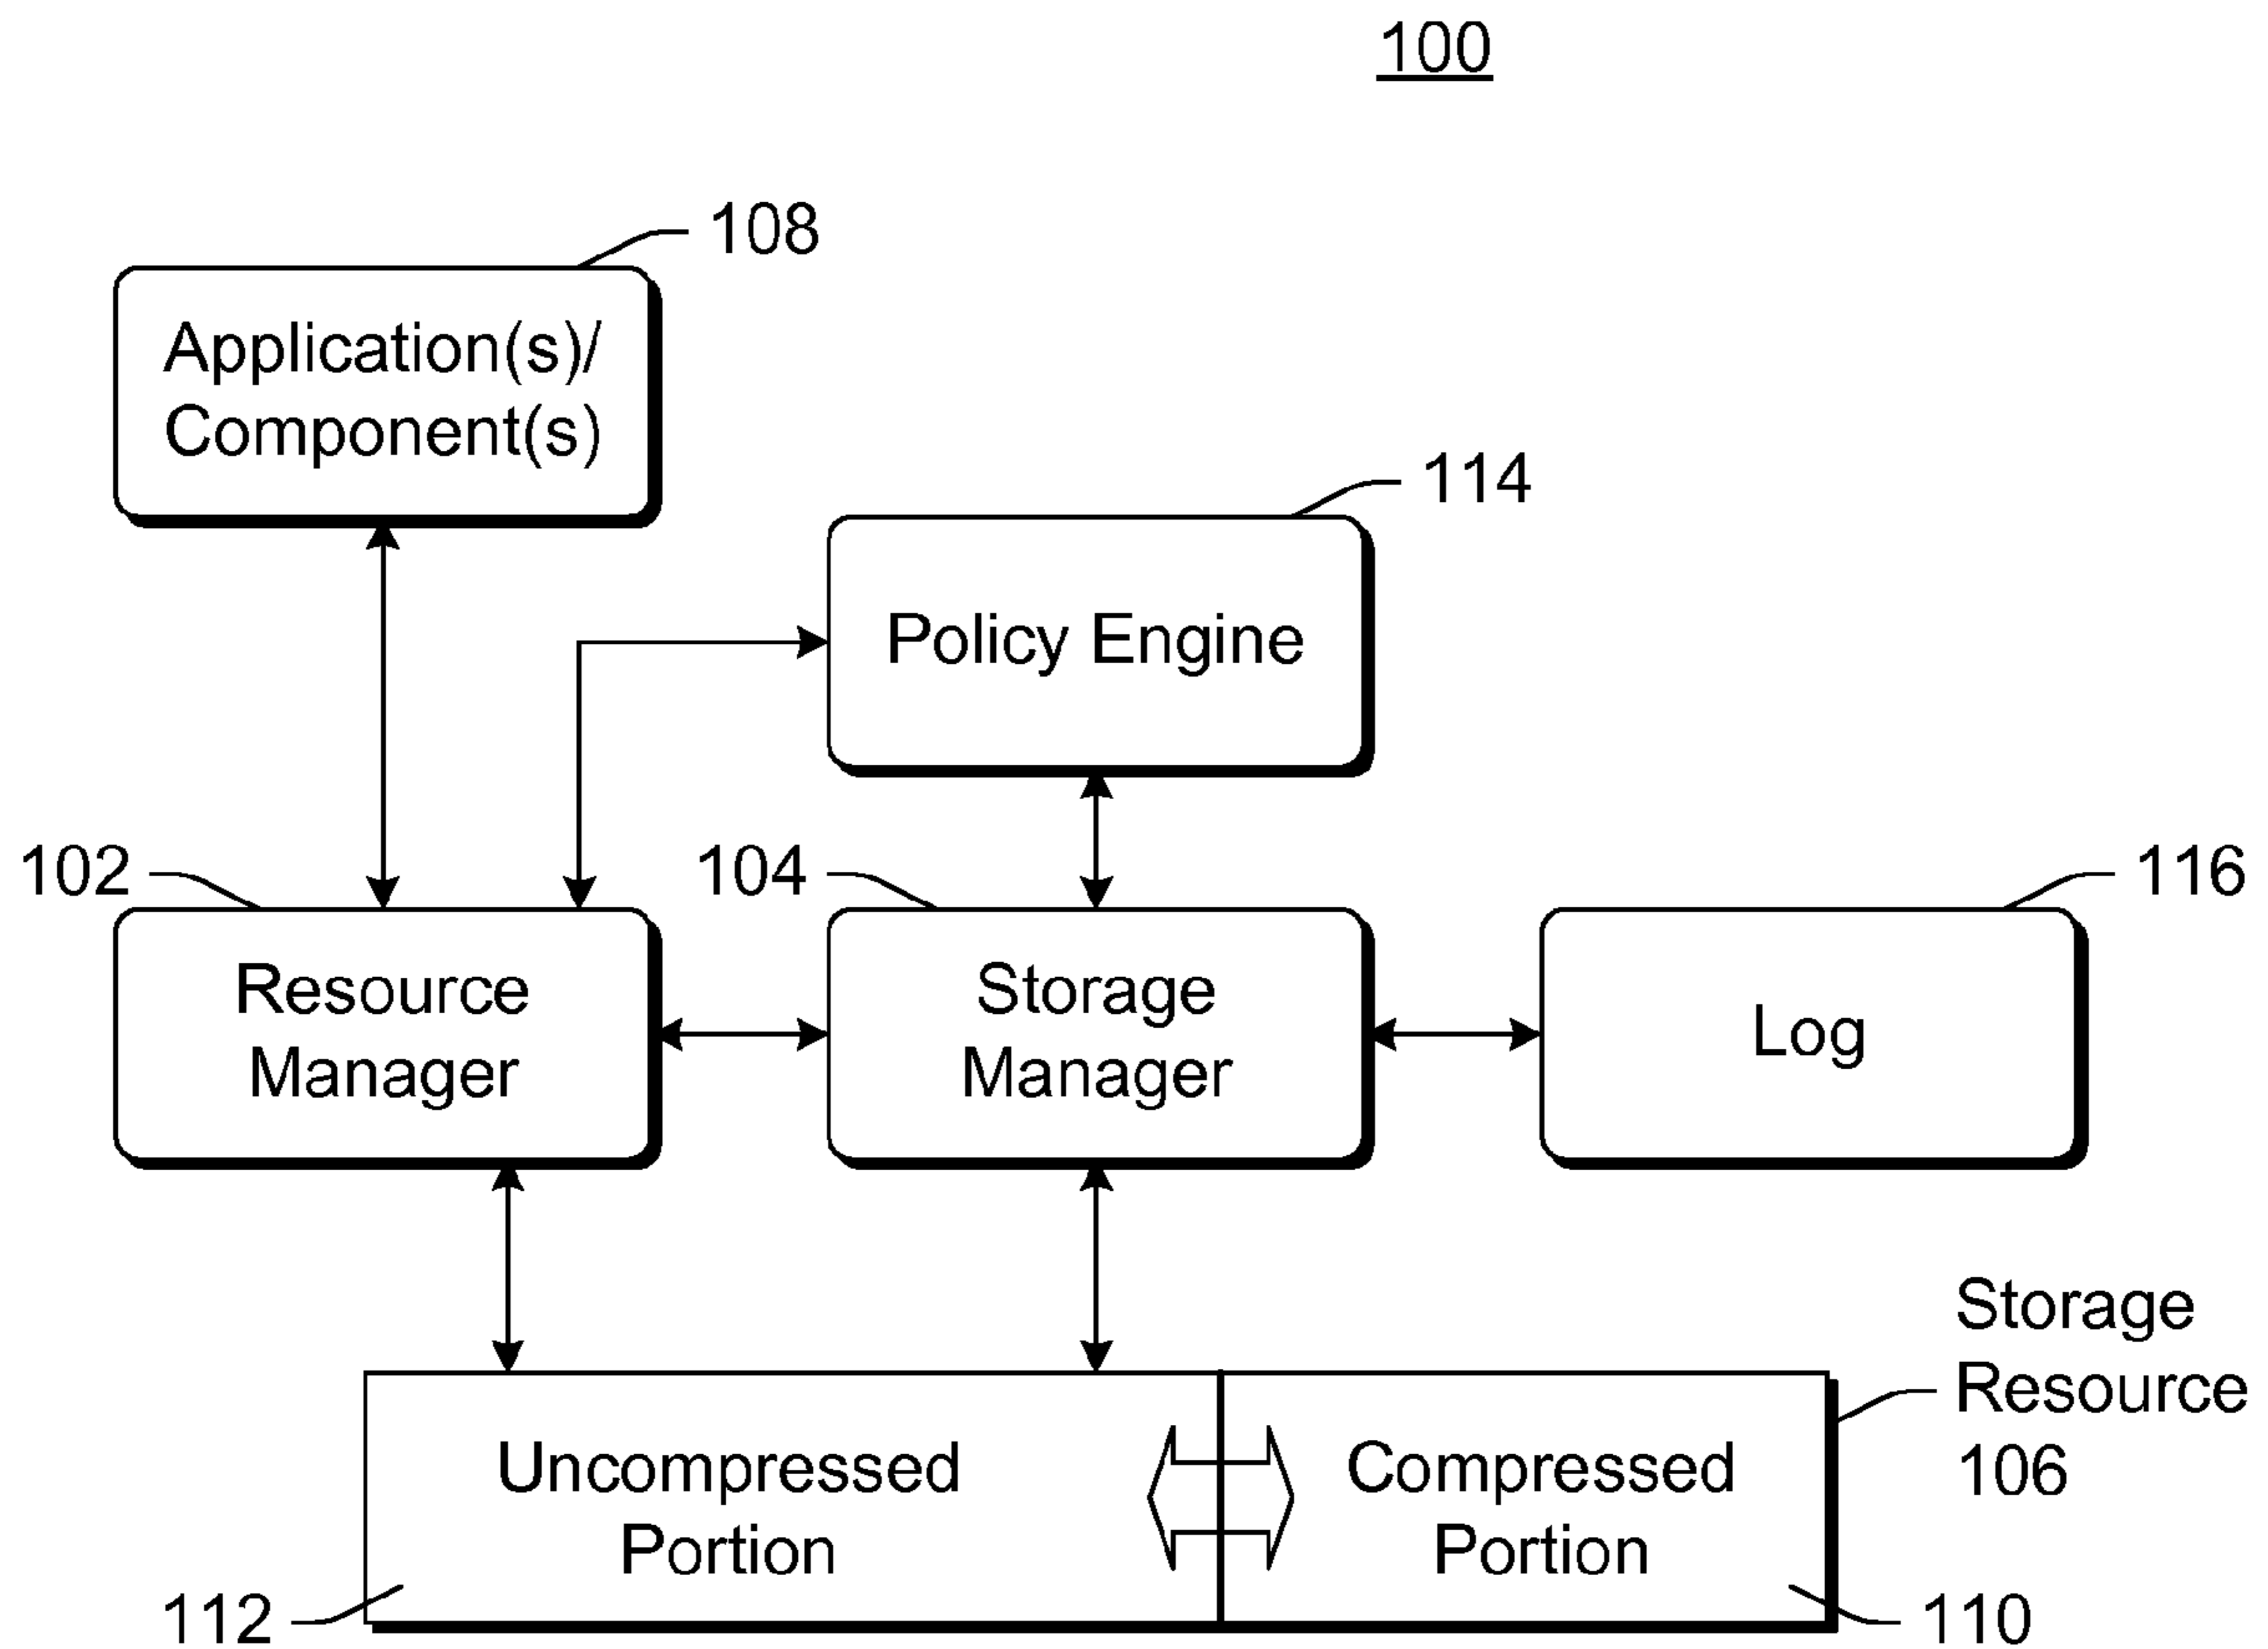 100
108
Application(s)/
Component(s)
114
Policy Engine
102
104
116
Resource
Manager
Storage
Manager
Log
Storage
Resource
106
Uncompressed
Portion
Compressed
Portion
112
110